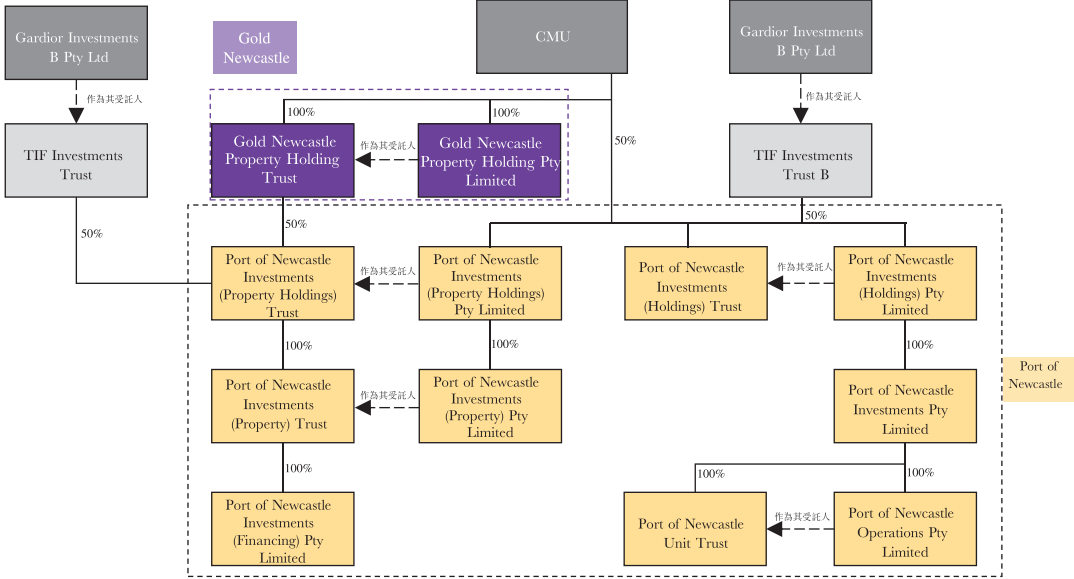 Gardior Investments
B Pty Ltd
Gold
Newcastle
CMU
Gardior Investments
B Pty Ltd
作為其受託人
作為其受託人
100%
100%
TIF Investments
Trust
Gold Newcastle
Property Holding
Trust
作為其受託人
Gold Newcastle
Property Holding Pty
Limited
50%
TIF Investments
Trust B
50%
50%
50%
Port of Newcastle
Investments
(Property Holdings)
Trust
作為其受託人
Port of Newcastle
Investments
(Property Holdings)
Pty Limited
Port of Newcastle
Investments
(Holdings) Trust
作為其受託人
Port of Newcastle
Investments
(Holdings) Pty
Limited
100%
100%
100%
Port of
Newcastle
Port of Newcastle
Investments
(Property) Trust
作為其受託人
Port of Newcastle
Investments
(Property) Pty
Limited
Port of Newcastle
Investments Pty
Limited
100%
100%
100%
Port of Newcastle
Investments
(Financing) Pty
Limited
Port of Newcastle
Unit Trust
作為其受託人
Port of Newcastle
Operations Pty
Limited